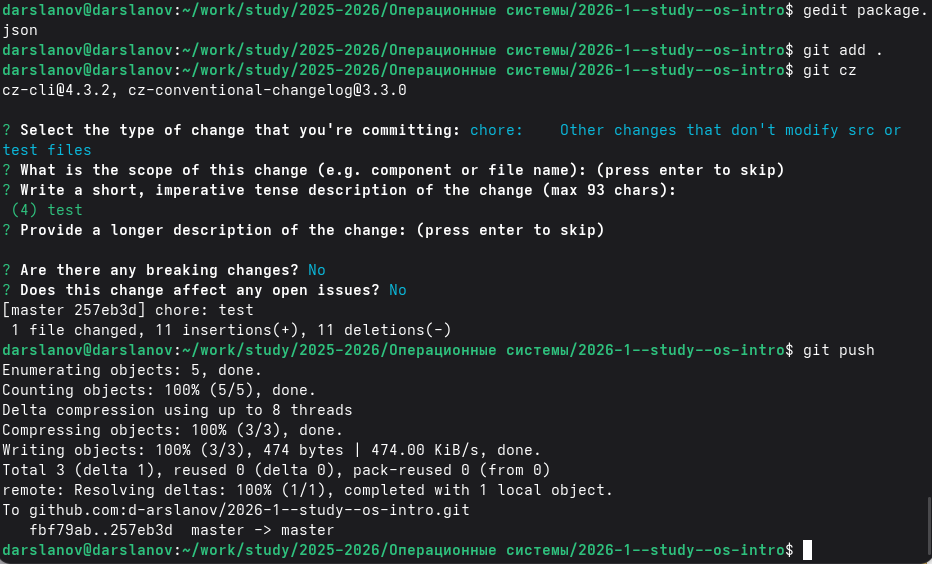 darslanov@darslanov:~/work/study/2025-2026/Операционные системы/2026-1--study--os-intro$ gedit package.
json
darslanov@darslanov:~/work/study/2025-2026/Операционные системы/2026-1--study--os-intro$ git add .
darslanov@darslanov:~/work/study/2025-2026/Операционные системы/2026-1--study--os-intro$ git cz
cz-cli@4.3.2, cz-conventional-changelog@3.3.0
? Select the type of change that you're committing: chore:    Other changes that don't modify src or
test files
? What is the scope of this change (e.g. component or file name): (press enter to skip)
? Write a short, imperative tense description of the change (max 93 chars):
 (4) test
? Provide a longer description of the change: (press enter to skip)
? Are there any breaking changes? No
? Does this change affect any open issues? No
[master 257eb3d] chore: test
 1 file changed, 11 insertions(+), 11 deletions(-)
darslanov@darslanov:~/work/study/2025-2026/Операционные системы/2026-1--study--os-intro$ git push
Enumerating objects: 5, done.
Counting objects: 100% (5/5), done.
Delta compression using up to 8 threads
Compressing objects: 100% (3/3), done.
Writing objects: 100% (3/3), 474 bytes | 474.00 KiB/s, done.
Total 3 (delta 1), reused 0 (delta 0), pack-reused 0 (from 0)
remote: Resolving deltas: 100% (1/1), completed with 1 local object.
To github.com:d-arslanov/2026-1--study--os-intro.git
   fbf79ab..257eb3d  master -> master
darslanov@darslanov:~/work/study/2025-2026/Операционные системы/2026-1--study--os-intro$